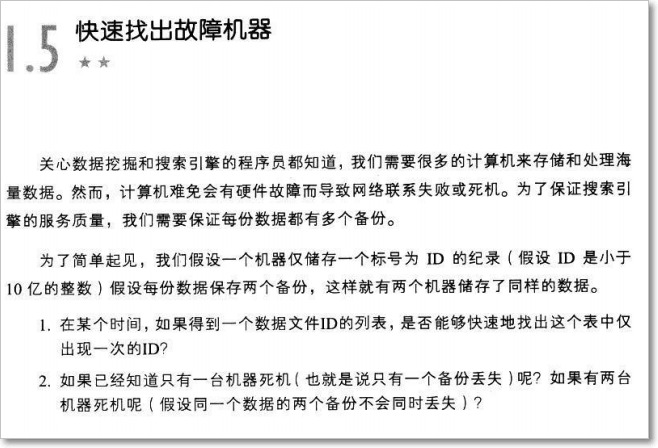 1.5 快速找出故障机器
★★
关心数据挖掘和搜索引擎的程序员都知道，我们需要很多的计算机来存储和处理海
量数据。然而，计算机难免会有硬件故障而导致网络联系失败或死机。为了保证搜索引
擎的服务质量，我们需要保证每份数据都有多个备份。
为了简单起见，我们假设一个机器仅储存一个标号为 ID 的纪录（假设 ID 是小于
10 亿的整数）假设每份数据保存两个备份，这样就有两个机器储存了同样的数据。
1. 在某个时间，如果得到一个数据文件ID的列表，是否能够快速地找出这个表中仅
出现一次的ID？
2. 如果已经知道只有一台机器死机（也就是说只有一个备份丢失）呢？如果有两台
机器死机呢（假设同一个数据的两个备份不会同时丢失）？